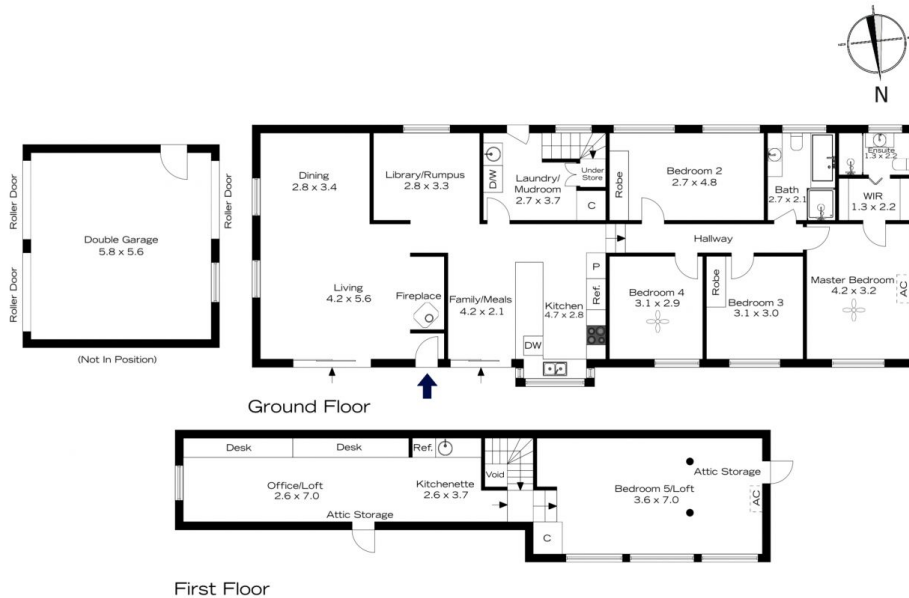 N
Roller Door
Roller Door
Roller Door
Double Garage
5.8 x 5.6
(Not In Position)
Dining
2.8 x 3.4
Library/Rumpus
2.8 x 3.3
D/W
Laundry/
Mudroom
2.7 x 3.7
Under
Store
C
Robe
Bedroom 2
2.7 x 4.8
Bath
2.7 x 2.1
Ensuite
1.3 x 2.2
WIR
1.3 x 2.2
Hallway
Living
4.2 x 5.6
Fireplace
Family/Meals
4.2 x 2.1
Kitchen
4.7 x 2.8
P
Ref.
DW
Bedroom 4
3.1 x 2.9
Robe
Bedroom 3
3.1 x 3.0
Master Bedroom
4.2 x 3.2
AC
Ground Floor
Desk
Desk
Ref.
Void
Office/Loft
2.6 x 7.0
Kitchenette
2.6 x 3.7
Attic Storage
C
Bedroom 5/Loft
3.6 x 7.0
Attic Storage
AC
First Floor